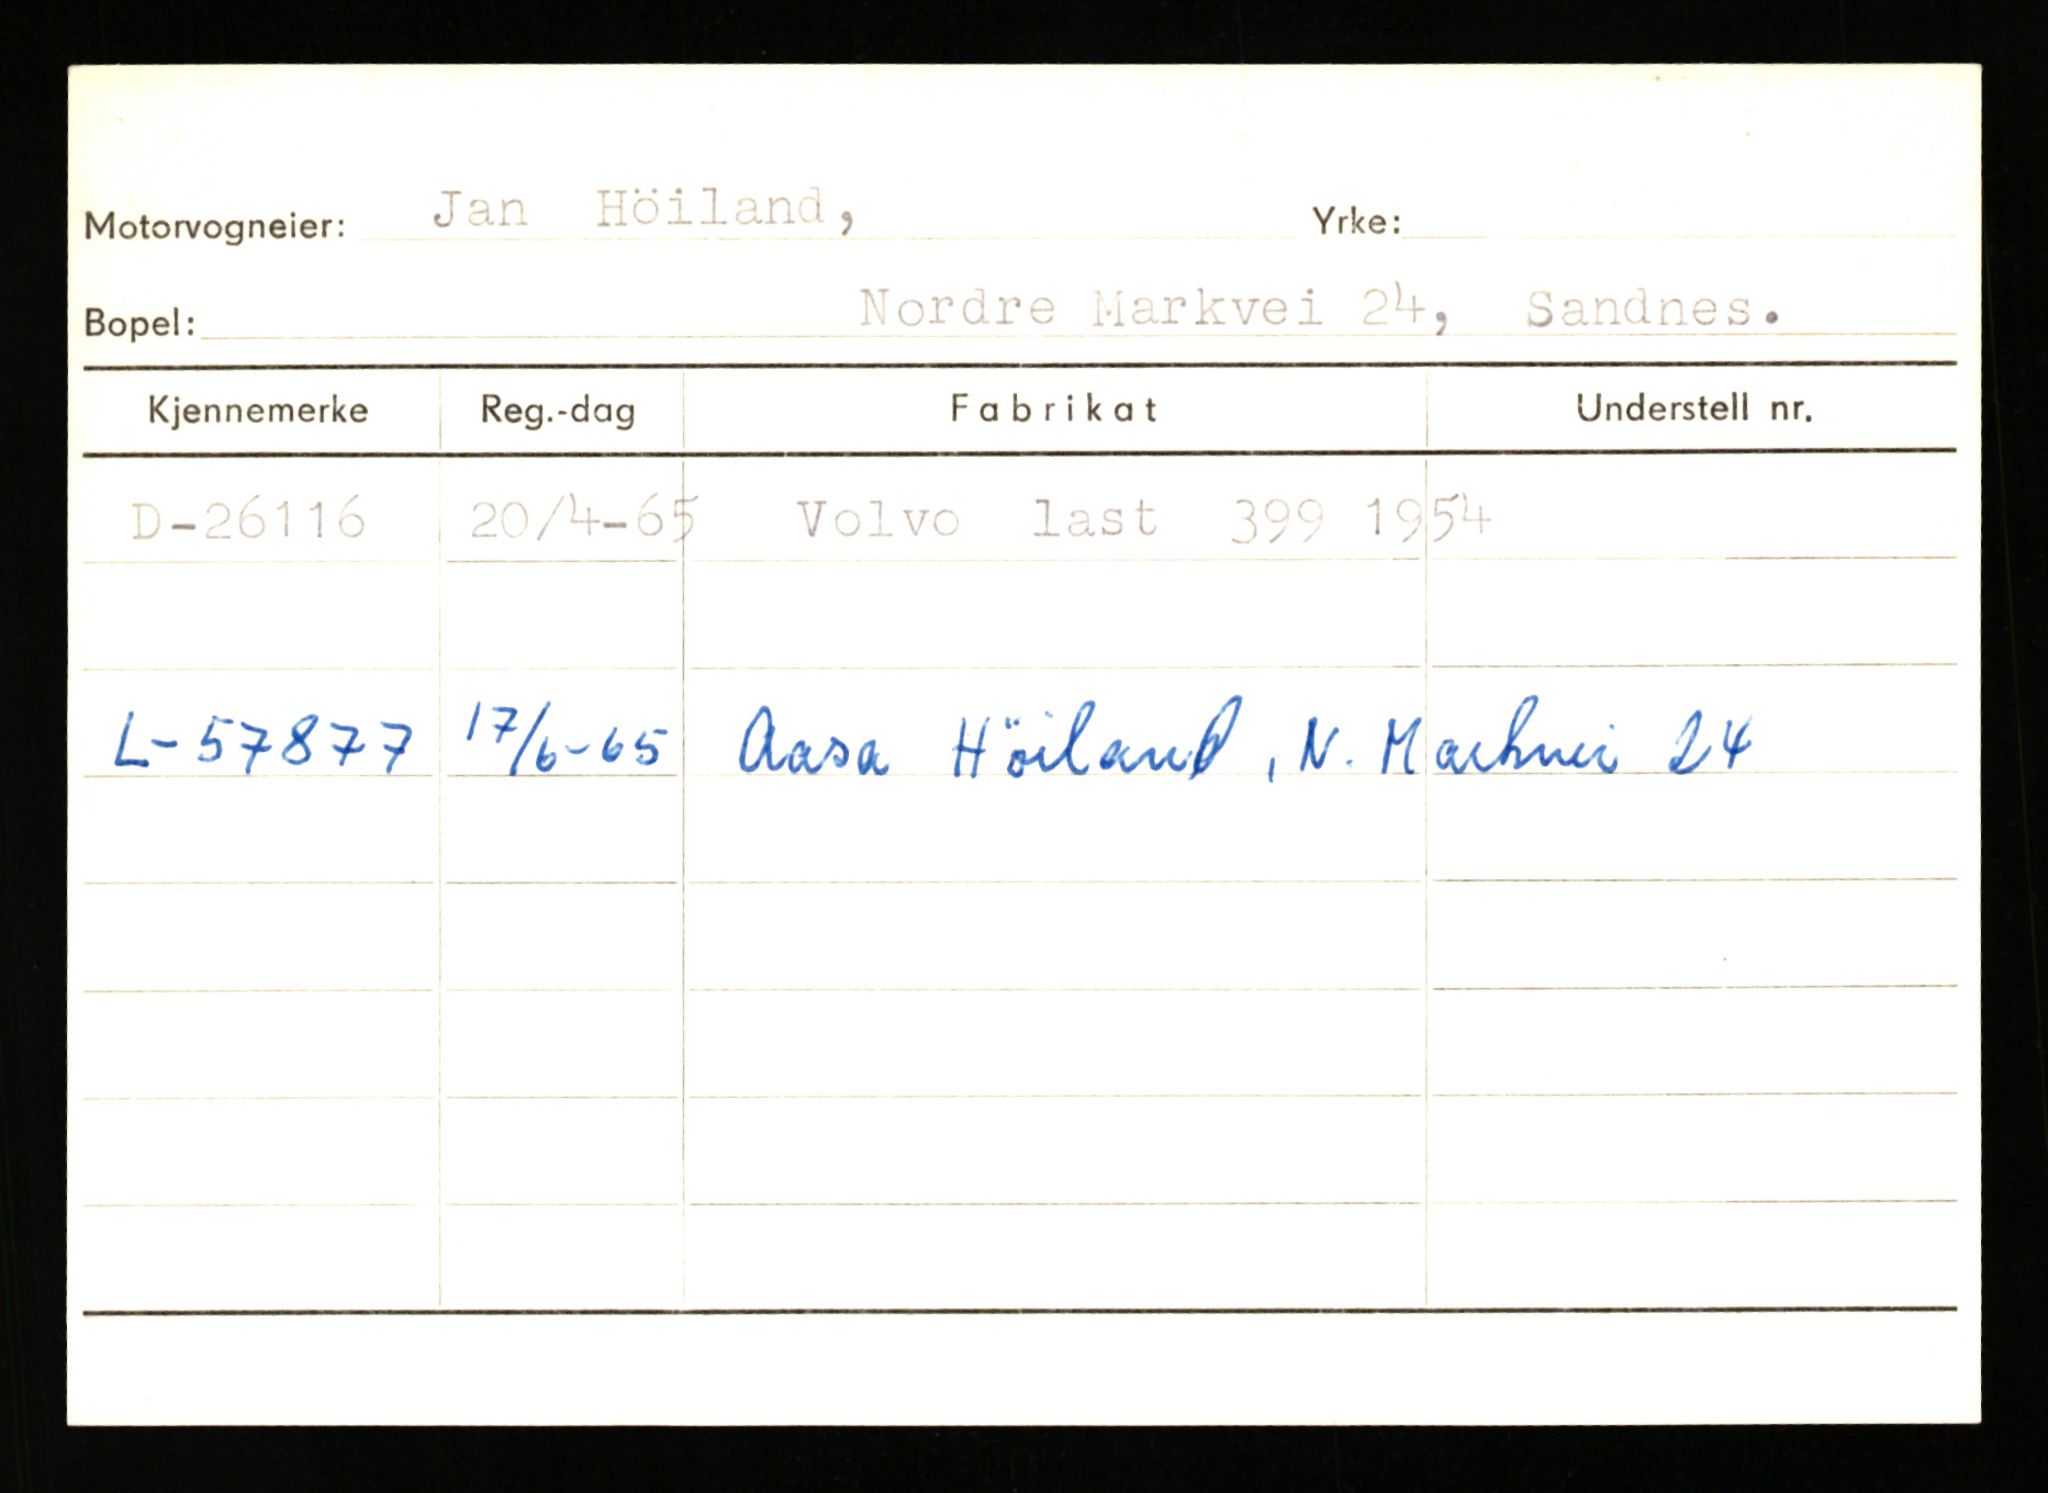 Motorvogneier: Jan Höiland, Yrke:
Bopel: Nordre Markvei 24, Sandnes.
Kjennemerke Reg.-dag Fabrikat Understell nr.
D-26116 20/4-65 Volvo last 399 1954
L-57877 17/6-65 Aasa Höiland, N. Markvei 24